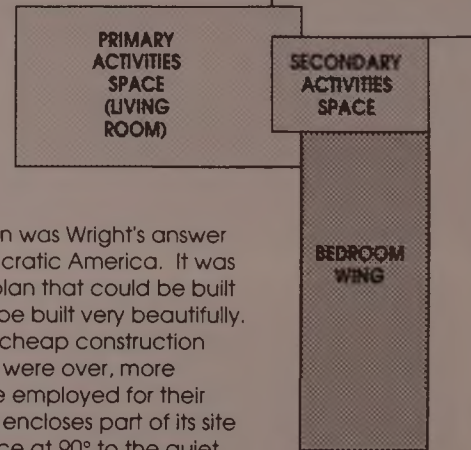 PRIMARY
ACTIVITIES
SPACE
(LIVING
ROOM)
SECONDARY
ACTIVITIES
SPACE
BEDROOM
WING
n was Wright's answer
cratic America. It was
plan that could be built
be built very beautifully.
cheap construction
were over, more
e employed for their
encloses part of its site
ce at 90° to the quiet